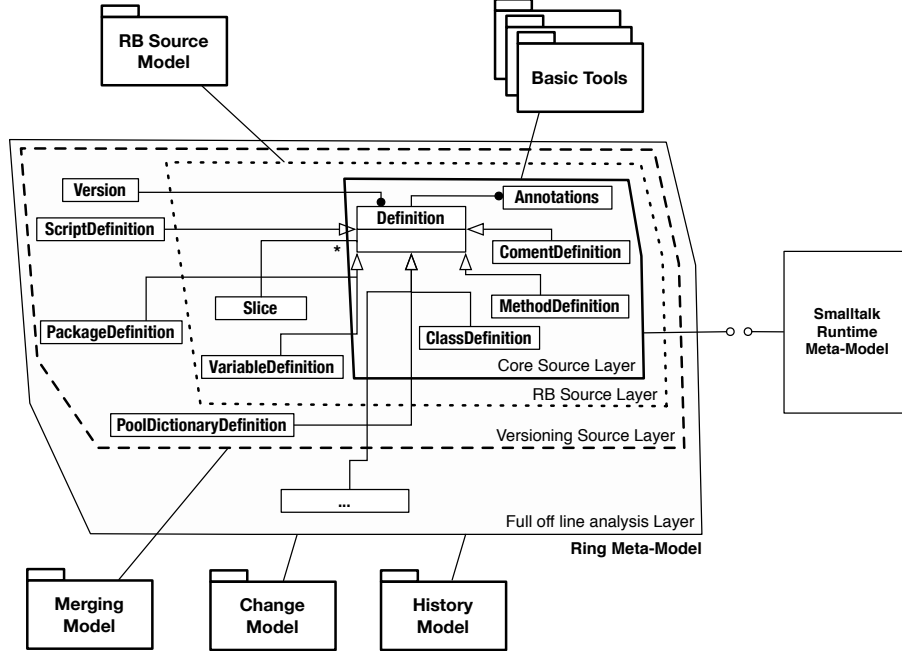 RB Source
Model
Basic Tools
Version
Annotations
Definition
ScriptDefinition
*
ComentDefinition
Slice
MethodDefinition
PackageDefinition
ClassDefinition
VariableDefinition
Core Source Layer
RB Source Layer
PoolDictionaryDefinition
Versioning Source Layer
...
Full off line analysis Layer
Ring Meta-Model
Smalltalk
Runtime
Meta-Model
Merging
Model
Change
Model
History
Model